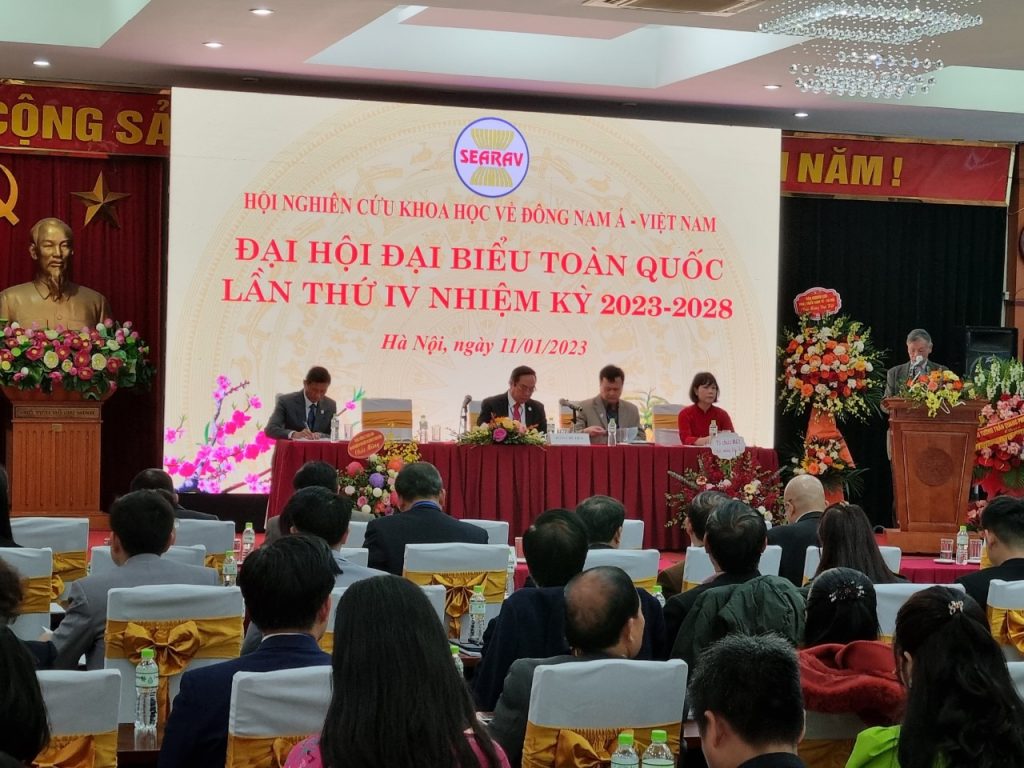 CỘNG SẢ
NĂM !
SEARAV
HỘI NGHIÊN CỨU KHOA HỌC VỀ ĐÔNG NAM Á - VIỆT NAM
ĐẠI HỘI ĐẠI BIỂU TOÀN QUỐC
LẦN THỨ IV NHIỆM KỲ 2023-2028
Hà Nội, ngày 11/01/2023